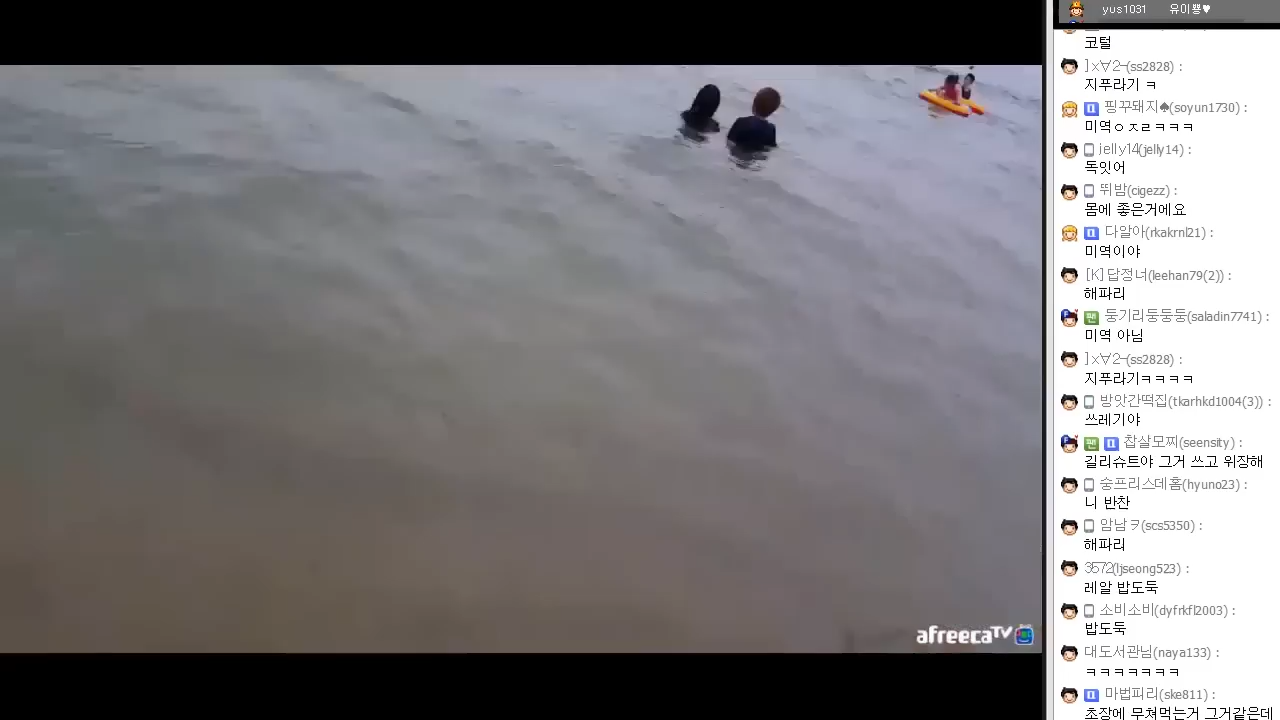 yus1031 유이뿅♥
코털
]x∀2-(ss2828) :
지푸라기 ㅋ
핑꾸돼지♠(soyun1730) :
미역ㅇㅈㄹㅋㅋㅋ
jelly14(jelly14) :
독잇어
뛰밤(cigezz) :
몸에 좋은거에요
다알아(rkakrnl21) :
미역이야
[K]답정너(leehan79(2)) :
해파리
팬 둥기리둥둥둥(saladin7741) :
미역 아님
]x∀2-(ss2828) :
지푸라기ㅋㅋㅋㅋ
방앗간떡집(tkarhkd1004(3)) :
쓰레기야
팬 찹살모찌(seensity) :
길리슈트야 그거 쓰고 위장해
숭프리스데홈(hyuno23) :
니 반찬
암남ヲ(scs5350) :
해파리
3572(ljseong523) :
레알 밥도둑
소비소비(dyfrkfl2003) :
밥도둑
대도서관님(naya133) :
ㅋㅋㅋㅋㅋㅋㅋ
마법피리(ske811) :
초장에 무쳐먹는거 그거같은데
afreecaTV